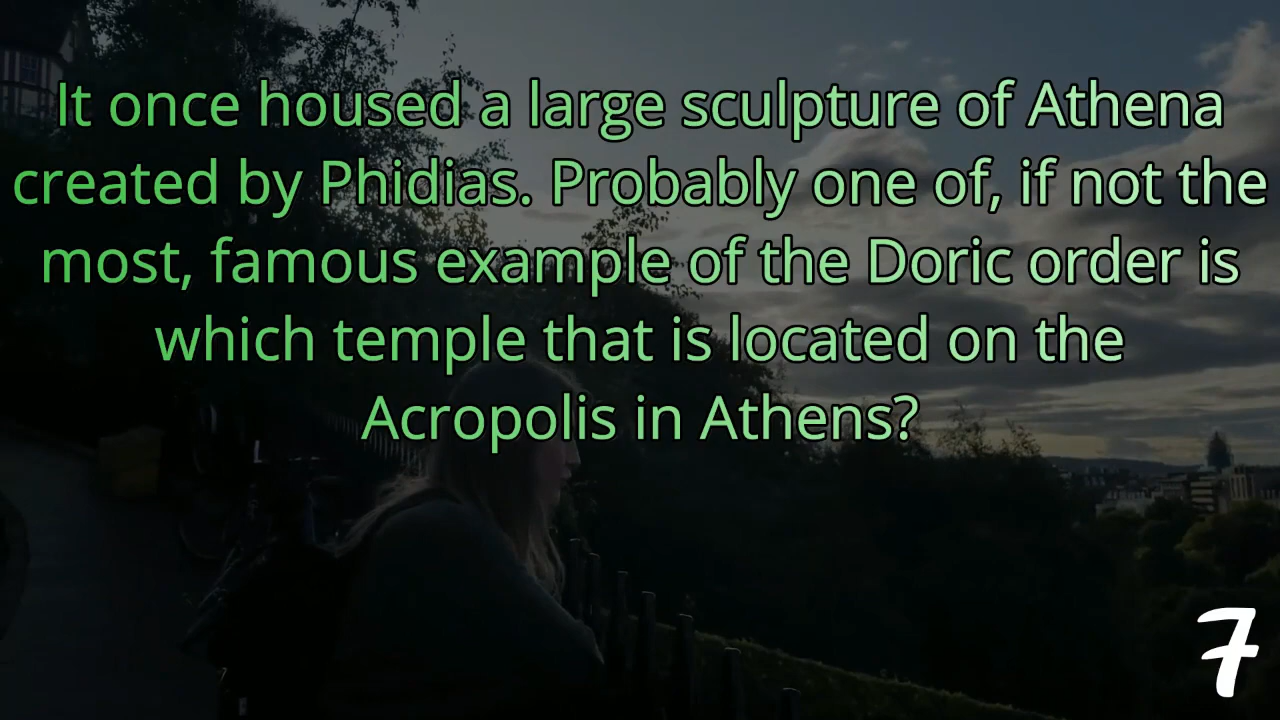 It once housed a large sculpture of Athena
created by Phidias. Probably one of, if not the
most, famous example of the Doric order is
which temple that is located on the
Acropolis in Athens?
7